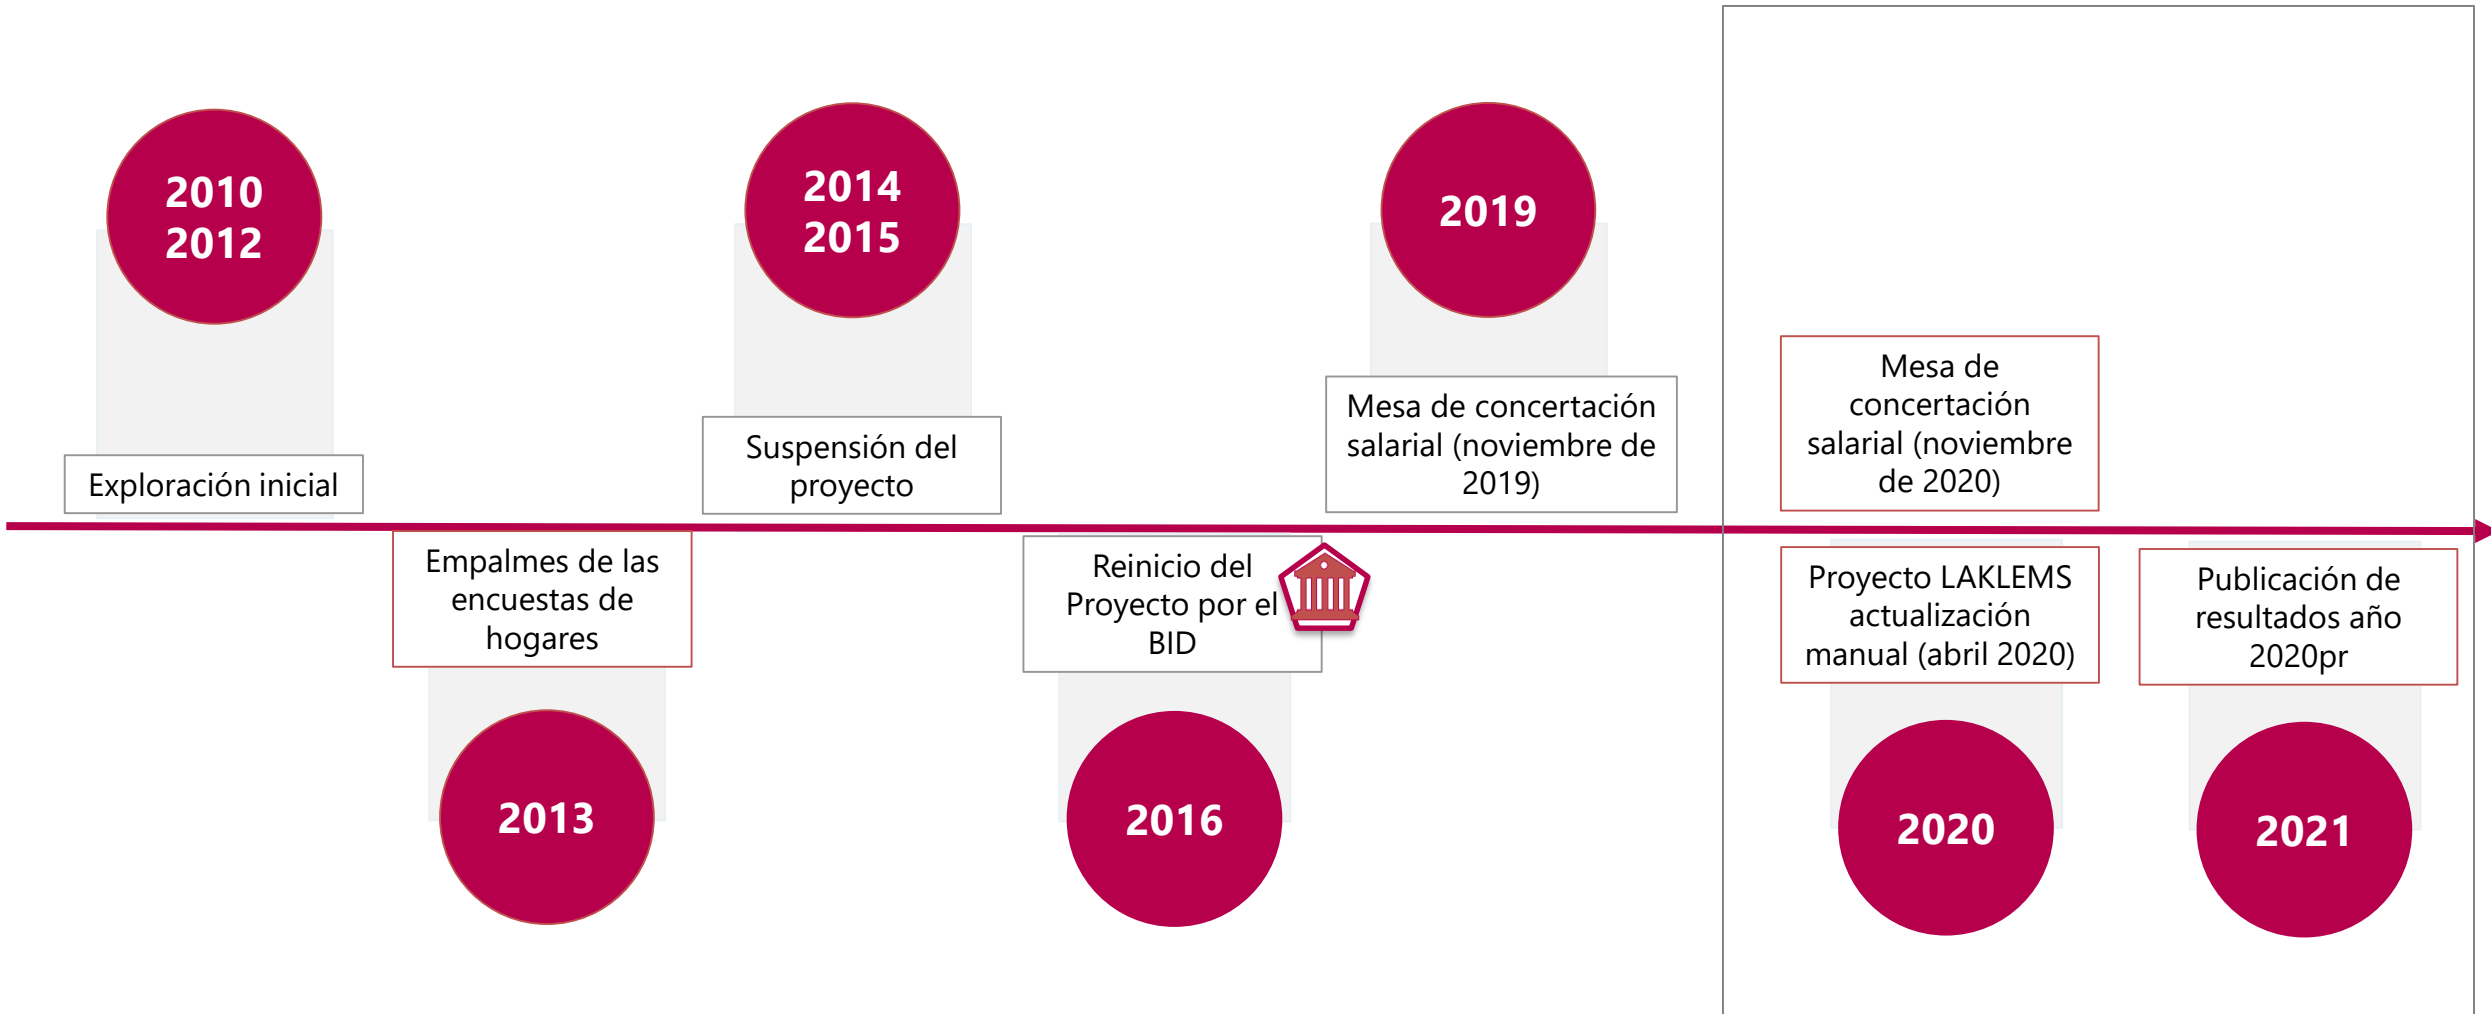 2010
2012
Exploración inicial
Empalmes de las
encuestas de
hogares
2013
2014
2015
Suspensión del
proyecto
Reinicio del
Proyecto por el
BID
2016
2019
Mesa de concertación
salarial (noviembre de
2019)
Mesa de
concertación
salarial (noviembre
de 2020)
Proyecto LAKLEMS
actualización
manual (abril 2020)
2020
Publicación de
resultados año
2020pr
2021